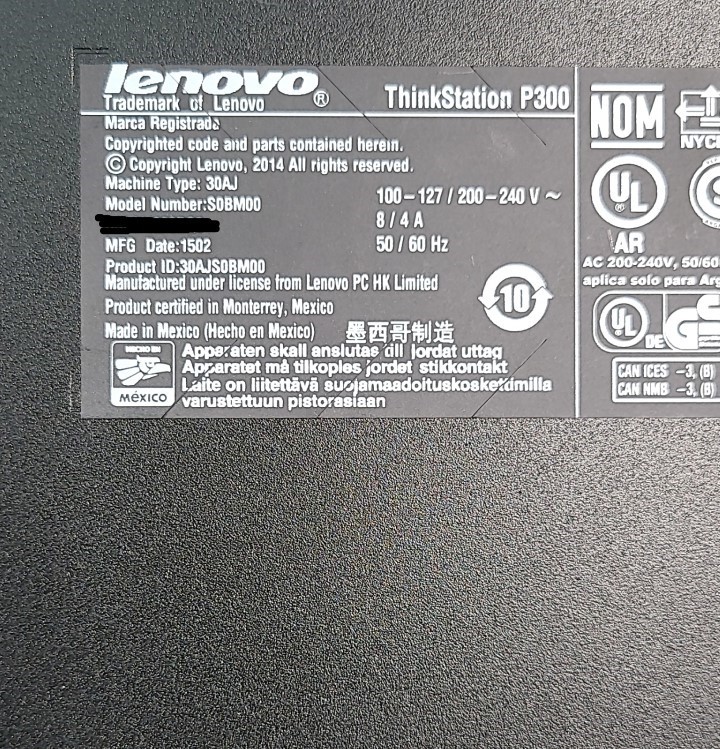 lenovo ®
Trademark of Lenovo
ThinkStation P300
Marca Registrada
Copyrighted code and parts contained herein.
© Copyright Lenovo, 2014 All rights reserved.
Machine Type: 30AJ
Model Number:S0BM00
MFG Date:1502
Product ID:30AJS0BM00
100-127 / 200-240 V ~
8 / 4 A
50 / 60 Hz
Manufactured under license from Lenovo PC HK Limited
Product certified in Monterrey, Mexico
Made in Mexico (Hecho en Mexico)
墨西哥制造
10
HECHO EN
MÉXICO
Apparaten skall anslutas till jordat uttag
Apparatet må tilkoples jordet stikkontakt
Laite on liitettävä suojamaadoituskoskettimilla
varustettuun pistorasiaan
NOM
NYCE
UL
AR
AC 200-240V, 50/60
aplica solo para Arg
UL
DE
GS
CAN ICES -3, (B)
CAN NMB -3, (B)